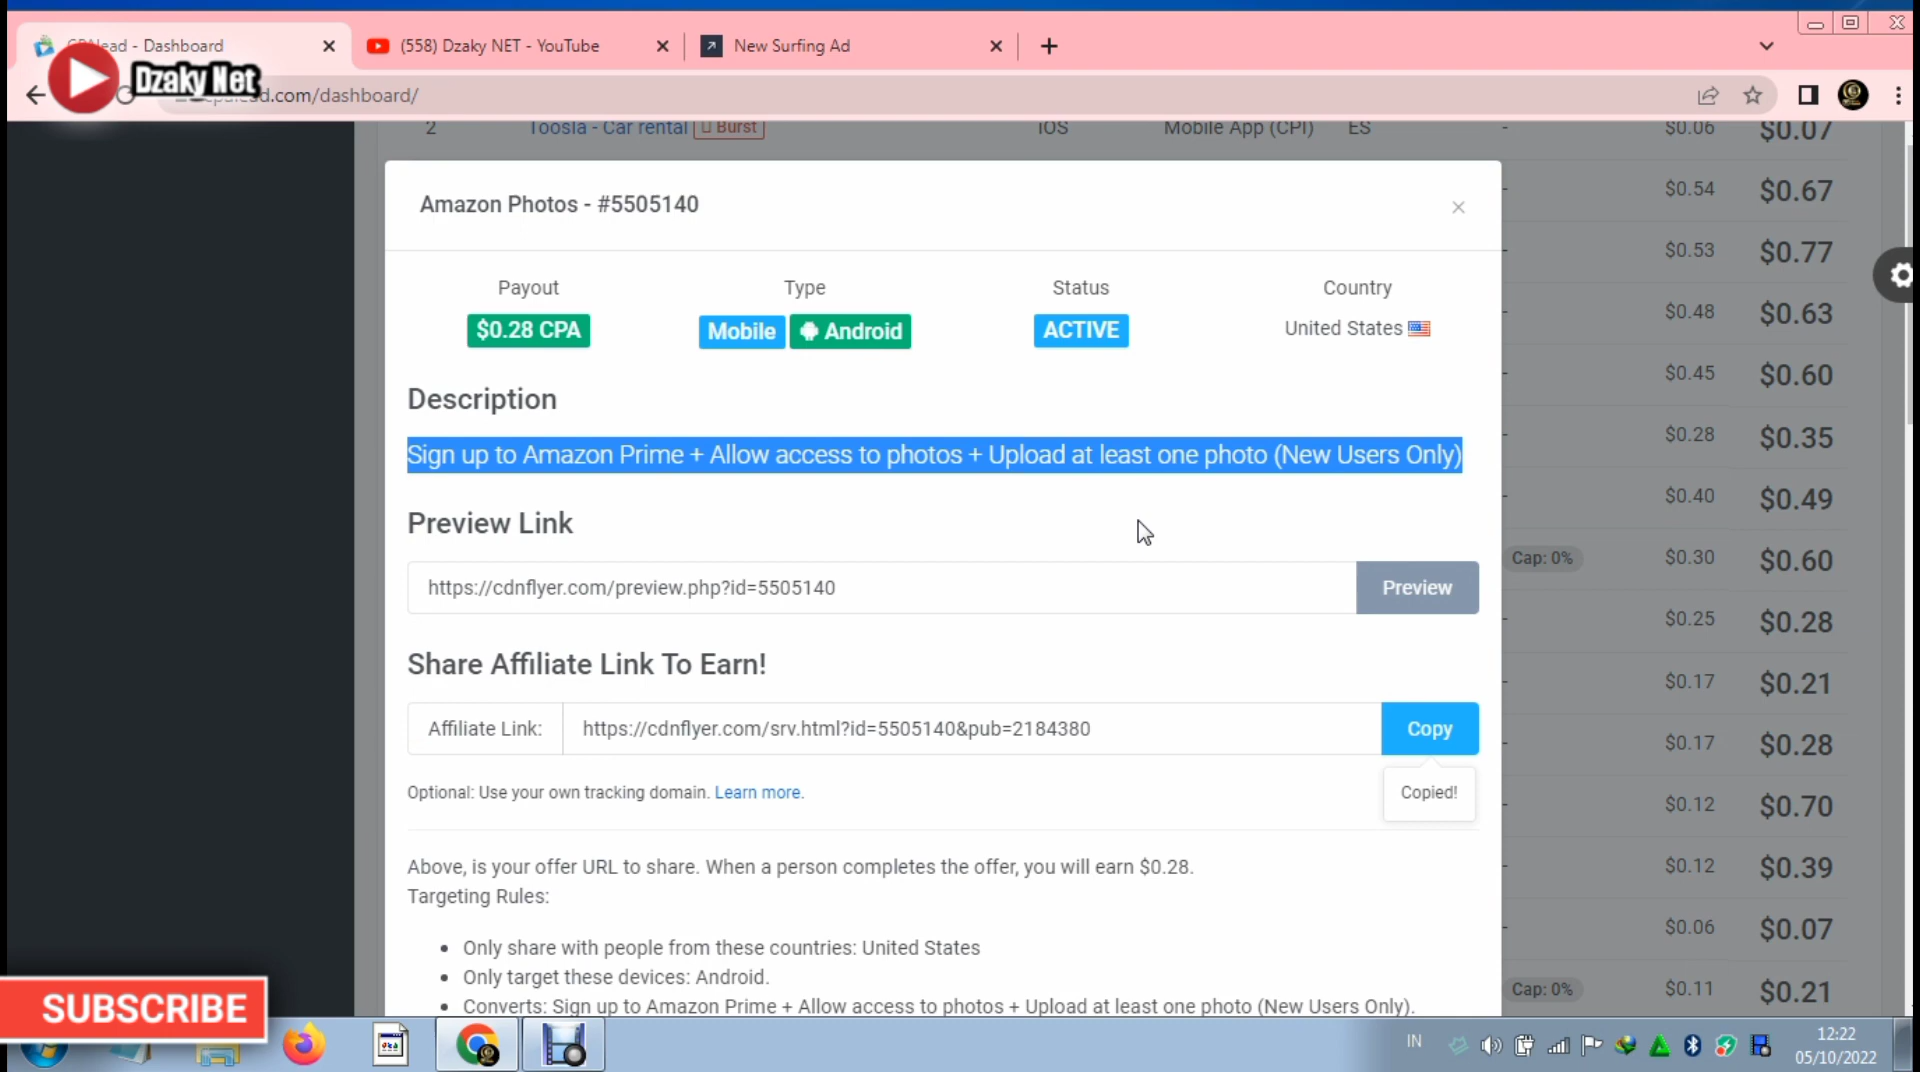 CPAlead - Dashboard
(558) Dzaky NET - YouTube
New Surfing Ad
Dzaky Net
cpalead.com/dashboard/
2 Toosla - Car rental Burst iOS Mobile App (CPI) ES - $0.06 $0.07
Amazon Photos - #5505140
- $0.54 $0.67
- $0.53 $0.77
Payout Type Status Country
$0.28 CPA Mobile Android ACTIVE United States
- $0.48 $0.63
- $0.45 $0.60
Description
- $0.28 $0.35
Sign up to Amazon Prime + Allow access to photos + Upload at least one photo (New Users Only)
- $0.40 $0.49
Preview Link
Cap: 0% $0.30 $0.60
https://cdnflyer.com/preview.php?id=5505140 Preview
- $0.25 $0.28
Share Affiliate Link To Earn!
- $0.17 $0.21
Affiliate Link: https://cdnflyer.com/srv.html?id=5505140&pub=2184380 Copy
- $0.17 $0.28
Optional: Use your own tracking domain. Learn more.
Copied!
- $0.12 $0.70
Above, is your offer URL to share. When a person completes the offer, you will earn $0.28.
- $0.12 $0.39
Targeting Rules:
- $0.06 $0.07
• Only share with people from these countries: United States
• Only target these devices: Android.
Cap: 0% $0.11 $0.21
• Converts: Sign up to Amazon Prime + Allow access to photos + Upload at least one photo (New Users Only).
SUBSCRIBE
IN
12:22
05/10/2022